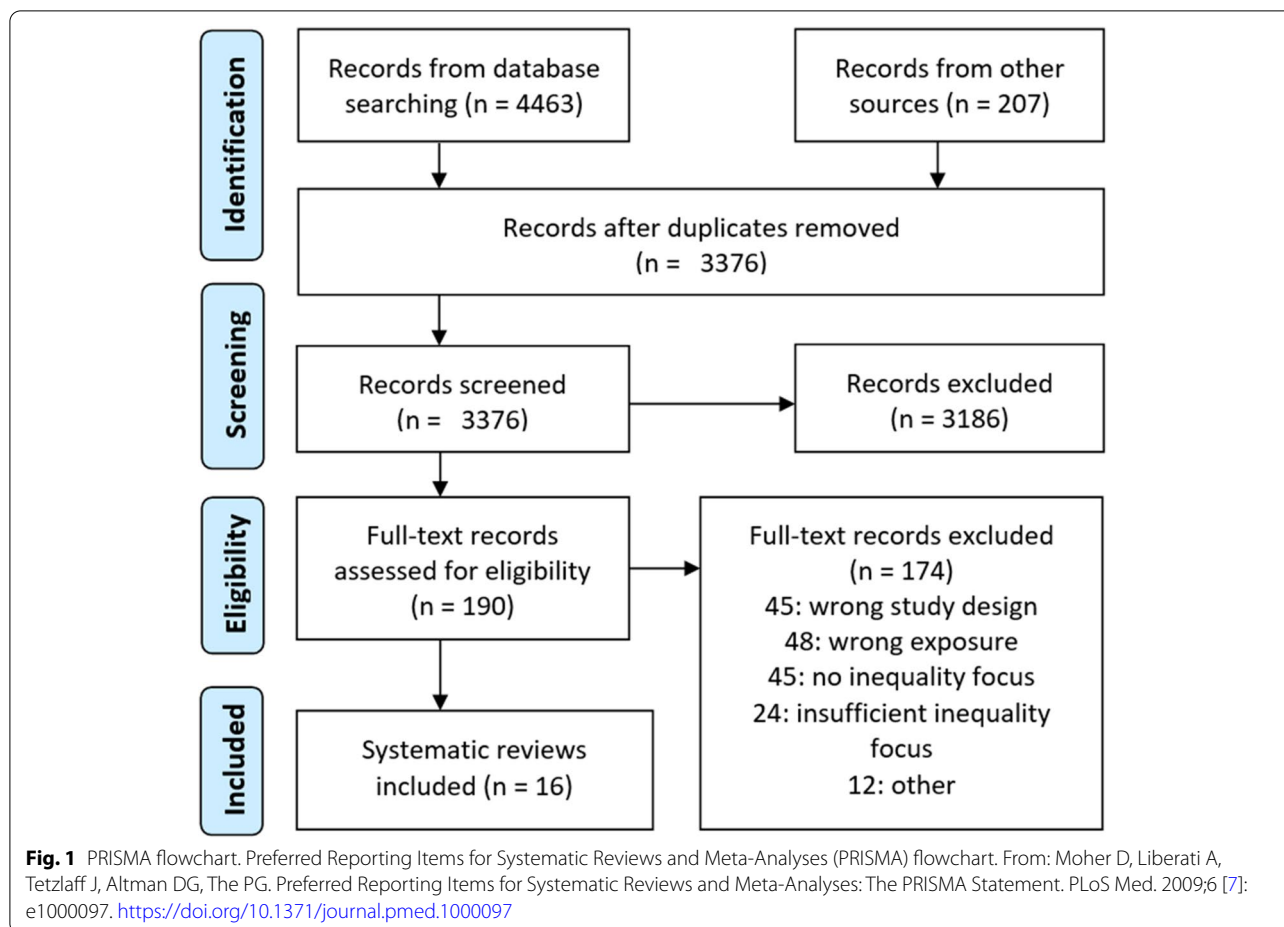 Identification
Records from database
searching (n = 4463)
Records from other
sources (n = 207)
Records after duplicates removed
(n = 3376)
Screening
Records screened
(n = 3376)
Records excluded
(n = 3186)
Eligibility
Full-text records
assessed for eligibility
(n = 190)
Full-text records excluded
(n = 174)
45: wrong study design
48: wrong exposure
45: no inequality focus
24: insufficient inequality
focus
12: other
Included
Systematic reviews
included (n = 16)
Fig. 1 PRISMA flowchart. Preferred Reporting Items for Systematic Reviews and Meta-Analyses (PRISMA) flowchart. From: Moher D, Liberati A,
Tetzlaff J, Altman DG, The PG. Preferred Reporting Items for Systematic Reviews and Meta-Analyses: The PRISMA Statement. PLoS Med. 2009;6 [7]:
e1000097. https://doi.org/10.1371/journal.pmed.1000097